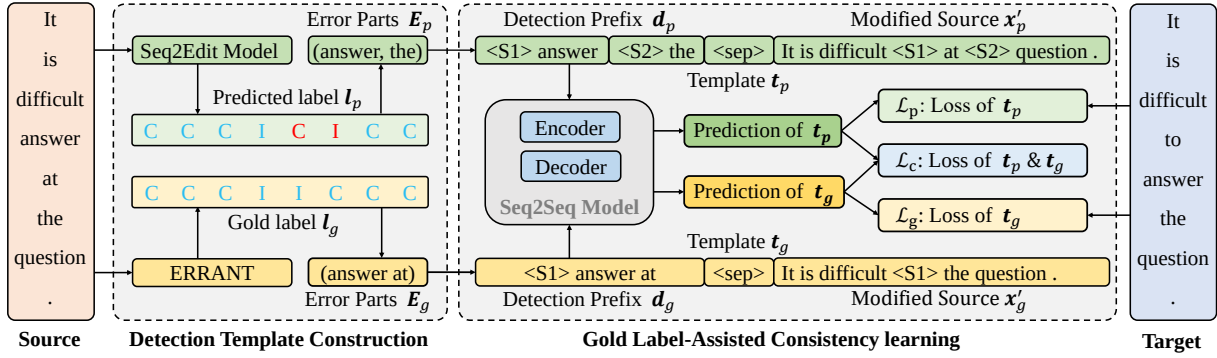 It
is
difficult
answer
at
the
question
.
Source
Error Parts E_p
Seq2Edit Model
(answer, the)
Predicted label l_p
C C C I C I C C
C C C I I C C C
Gold label l_g
ERRANT
(answer at)
Error Parts E_g
Detection Template Construction
Detection Prefix d_p
Modified Source x'_p
<S1> answer <S2> the <sep> It is difficult <S1> at <S2> question .
Template t_p
Encoder
Decoder
Seq2Seq Model
Prediction of t_p
Prediction of t_g
ℒ_p: Loss of t_p
ℒ_c: Loss of t_p & t_g
ℒ_g: Loss of t_g
Template t_g
<S1> answer at <sep> It is difficult <S1> the question .
Detection Prefix d_g
Modified Source x'_g
Gold Label-Assisted Consistency learning
It
is
difficult
to
answer
the
question
.
Target